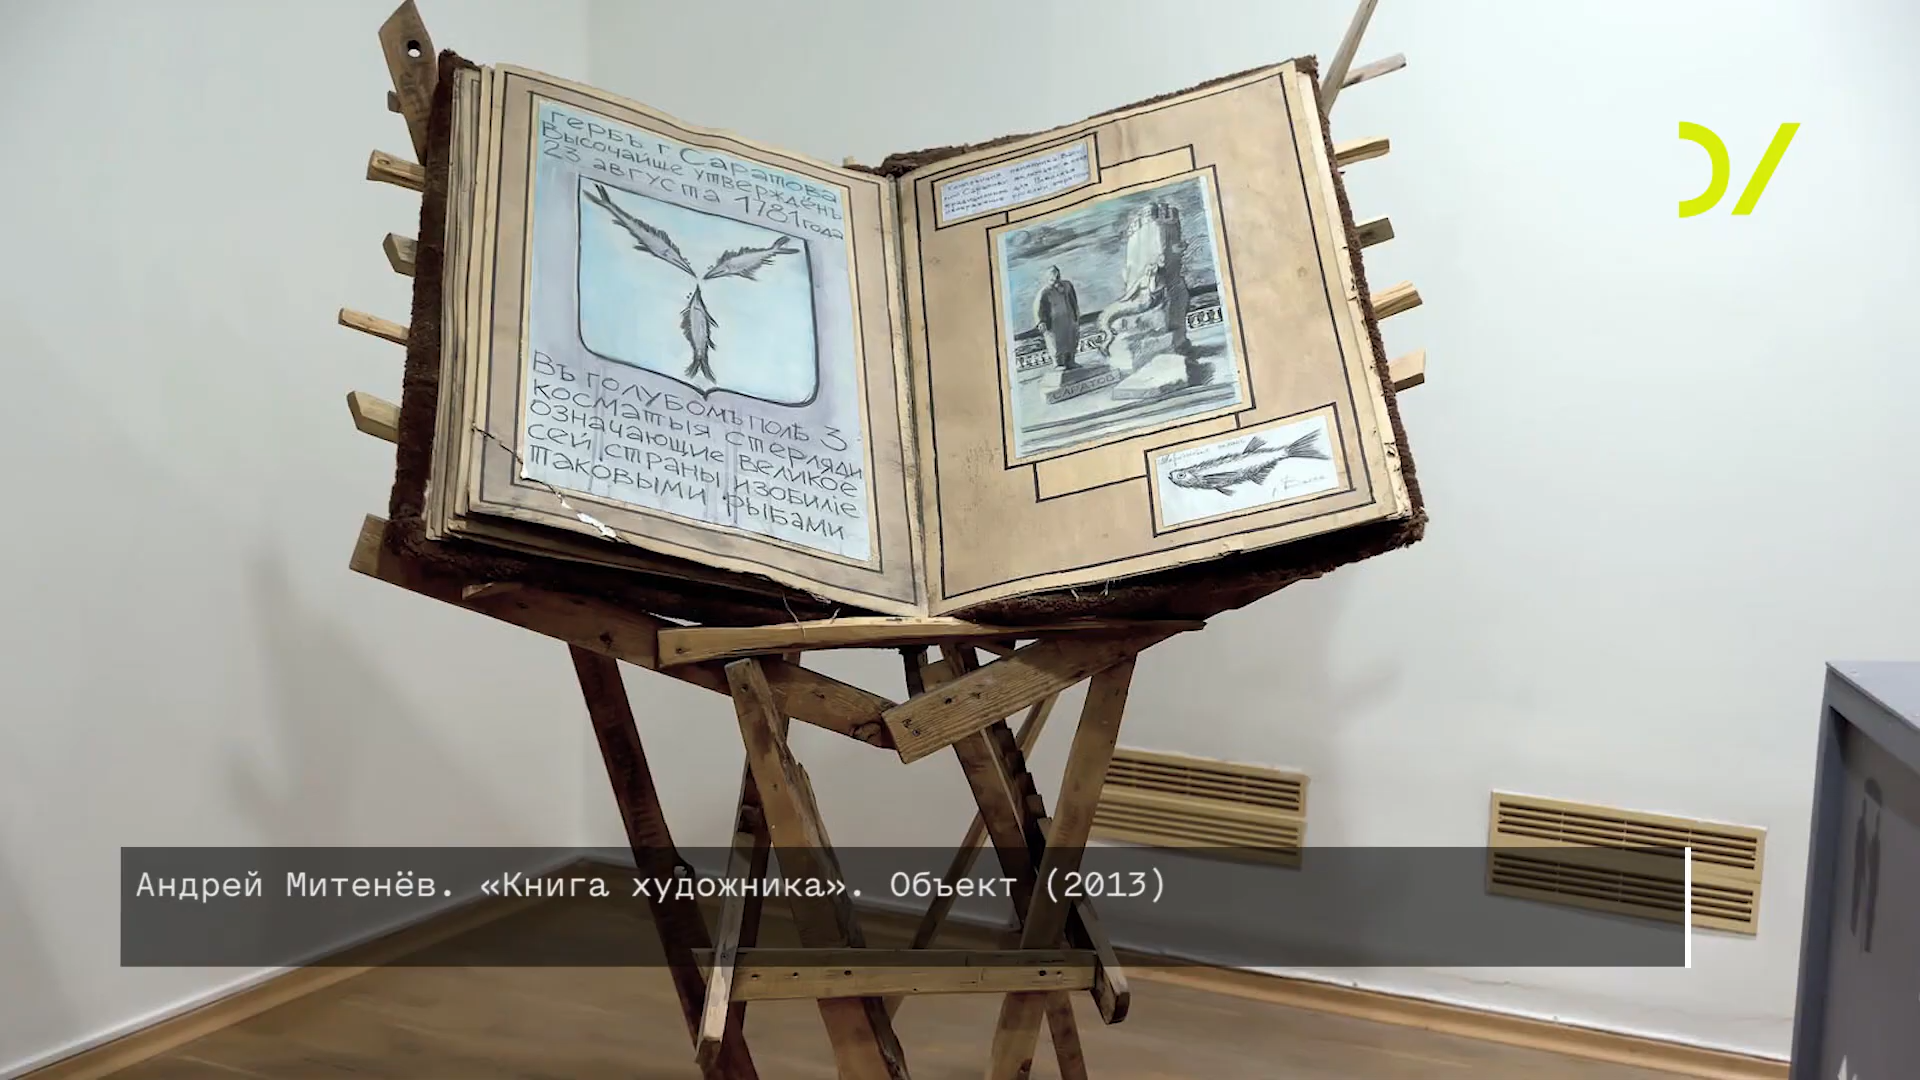 гербъ г Саратова
Высочайше утверждёнъ
23 августа 1781 года
Въ голубомъ полѣ 3
косматыя стерляди
означающие великое
сей страны изобиліе
таковыми рыбами
САРАТОВ
Андрей Митенёв. «Книга художника». Объект (2013)